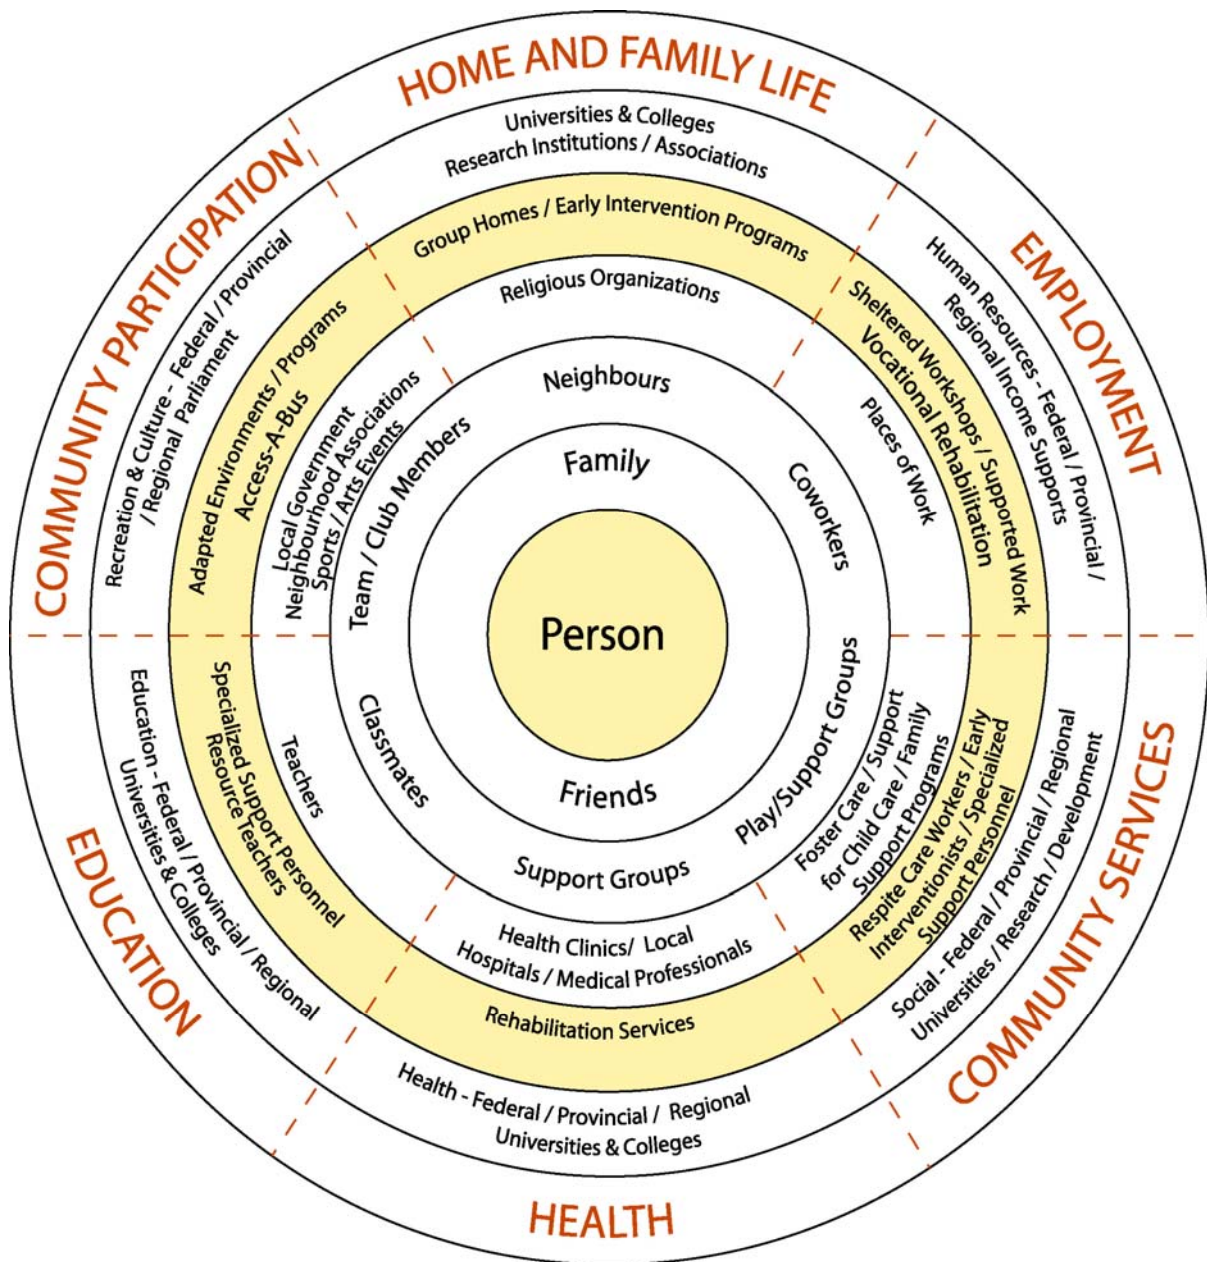 HOME AND FAMILY LIFE
Universities & Colleges
Research Institutions / Associations
Group Homes / Early Intervention Programs
Religious Organizations
Neighbours
Family
Person
Friends
Support Groups
Health Clinics/ Local
Hospitals / Medical Professionals
Rehabilitation Services
Health - Federal / Provincial / Regional
Universities & Colleges
HEALTH
EMPLOYMENT
Human Resources - Federal / Provincial /
Regional Income Supports
Sheltered Workshops / Supported Work
Vocational Rehabilitation
Places of Work
Coworkers
COMMUNITY SERVICES
Social - Federal / Provincial / Regional
Universities / Research / Development
Respite Care Workers / Early
Interventionists / Specialized
Support Personnel
Foster Care / Support
for Child Care / Family
Support Programs
Play/Support Groups
EDUCATION
Education - Federal / Provincial / Regional
Universities & Colleges
Specialized Support Personnel
Resource Teachers
Teachers
Classmates
COMMUNITY PARTICIPATION
Recreation & Culture - Federal / Provincial
/ Regional Parliament
Adapted Environments / Programs
Access-A-Bus
Local Government
Neighbourhood Associations
Sports / Arts Events
Team / Club Members